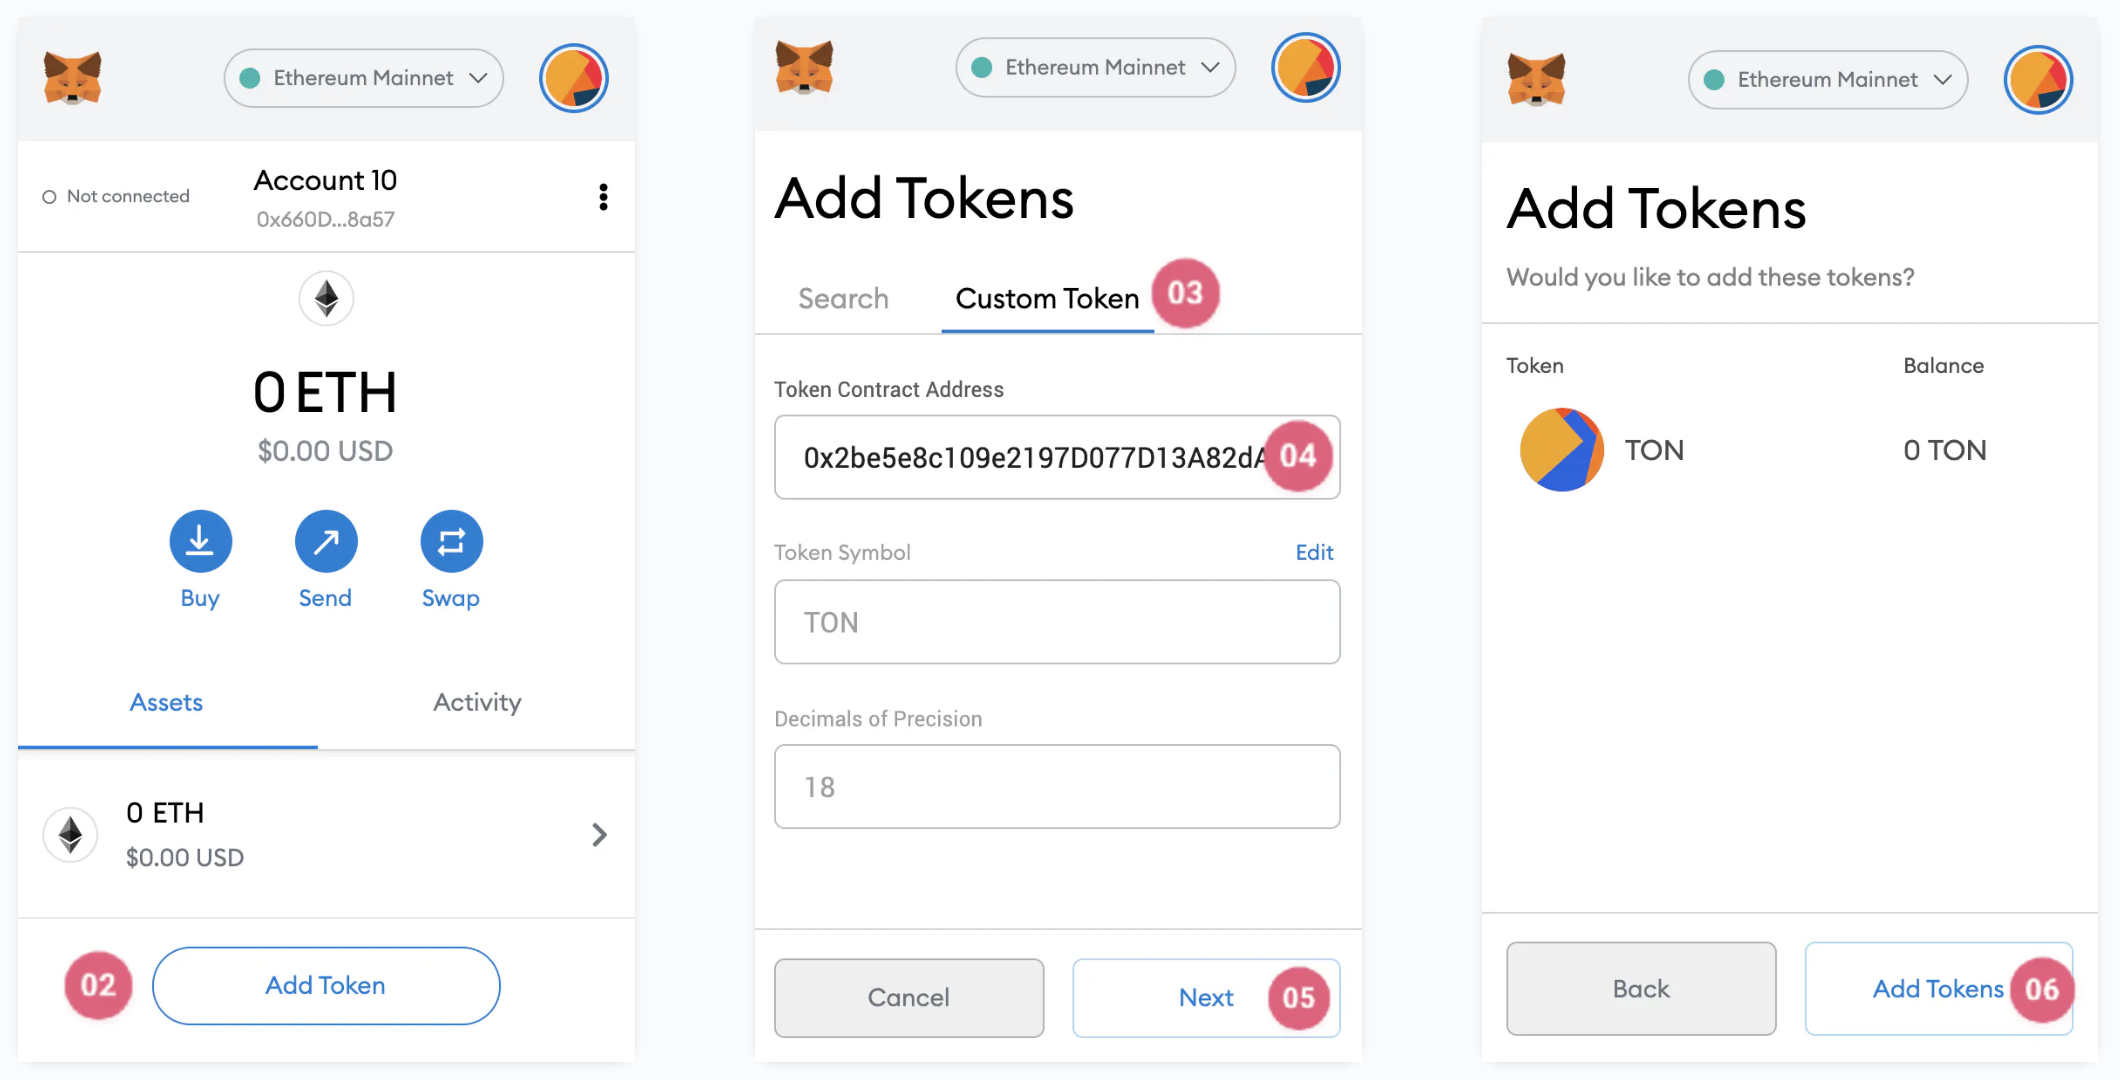 Ethereum Mainnet
Not connected
Account 10
0x660D...8a57
0 ETH
$0.00 USD
Buy
Send
Swap
Assets
Activity
0 ETH
$0.00 USD
02
Add Token
Ethereum Mainnet
Add Tokens
Search
Custom Token
03
Token Contract Address
0x2be5e8c109e2197D077D13A82dA
04
Token Symbol
Edit
TON
Decimals of Precision
18
Cancel
Next
05
Ethereum Mainnet
Add Tokens
Would you like to add these tokens?
Token
Balance
TON
0 TON
Back
Add Tokens
06